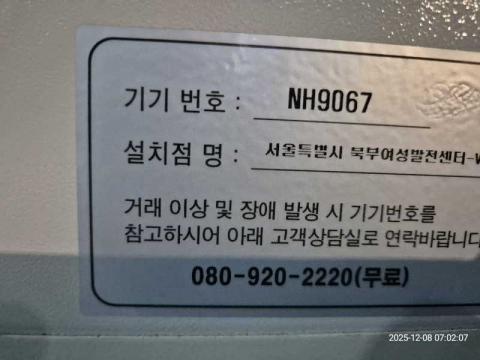 기기 번호 : NH9067
설치점 명 : 서울특별시 북부여성발전센터-W
거래 이상 및 장애 발생 시 기기번호를
참고하시어 아래 고객상담실로 연락바랍니다
080-920-2220(무료)
2025-12-08 07:02:07